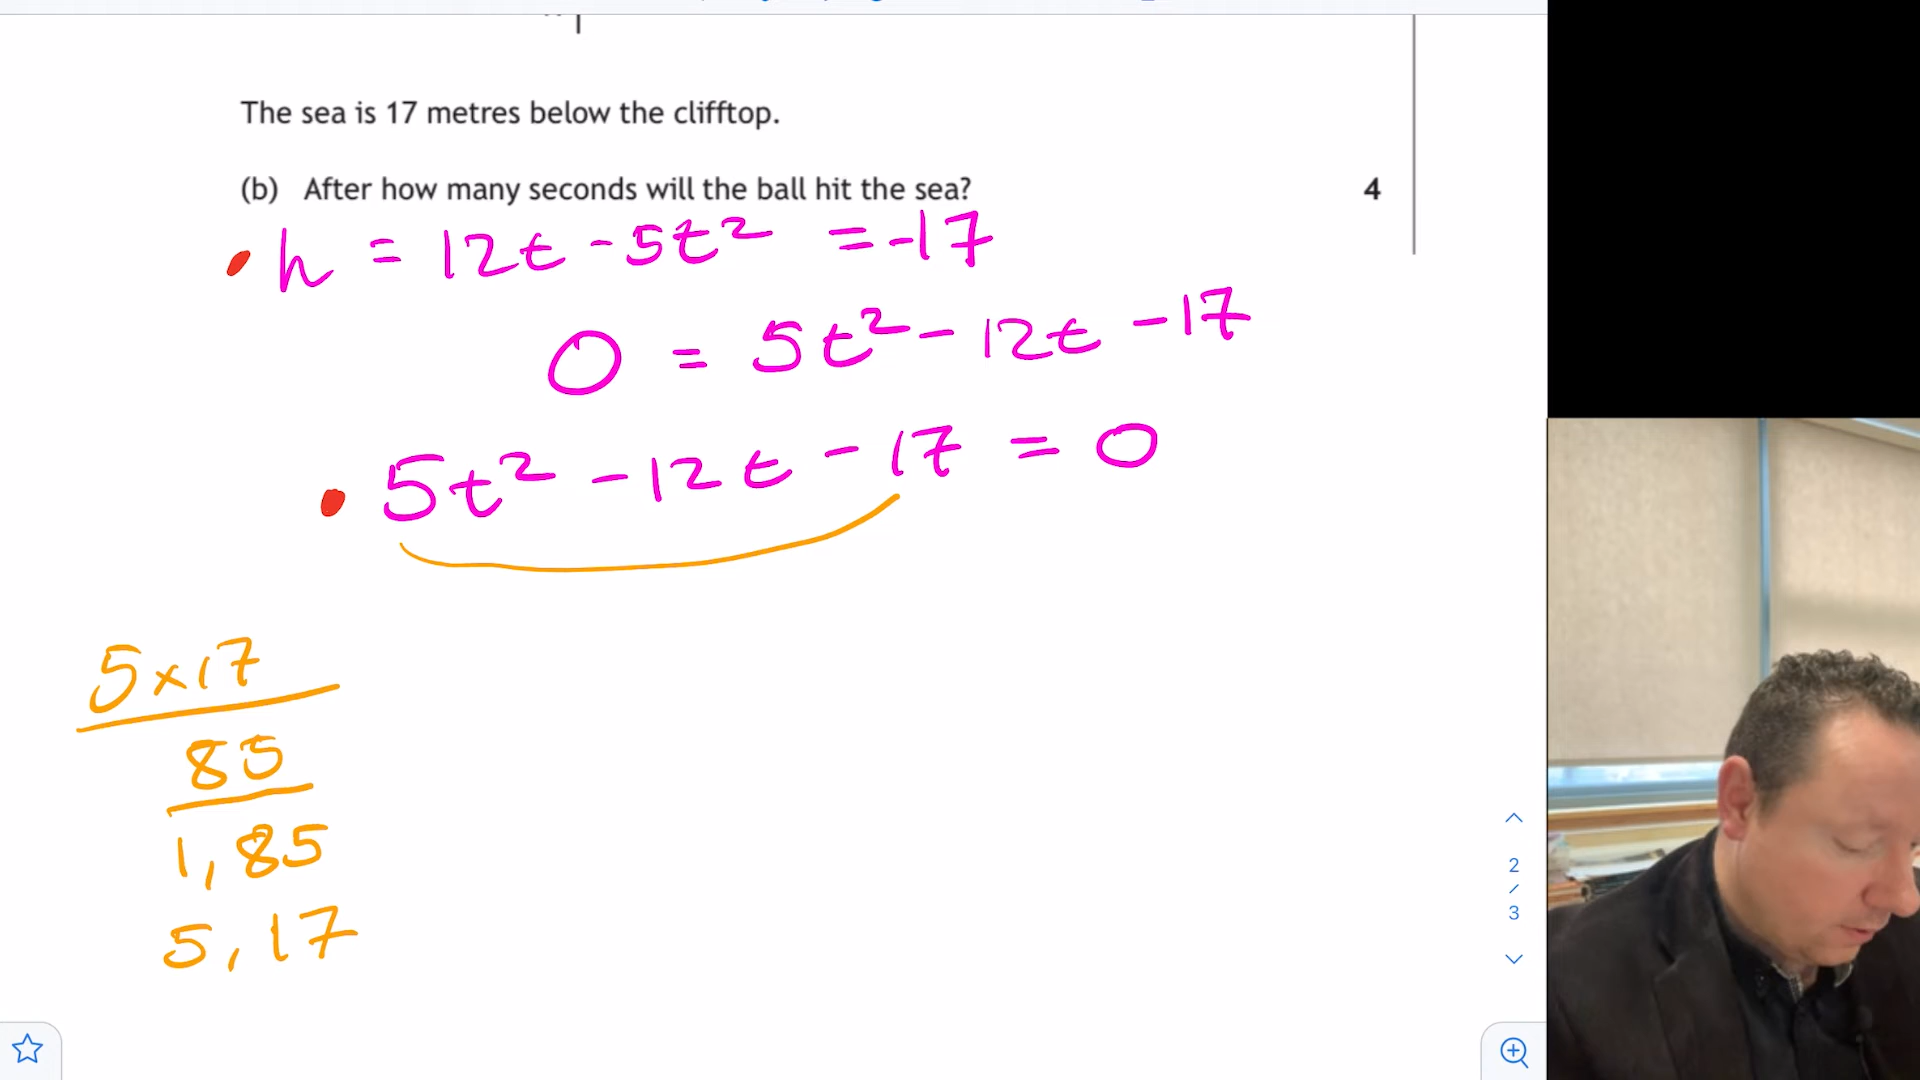 The sea is 17 metres below the clifftop.
(b) After how many seconds will the ball hit the sea? 4
h = 12t - 5t² = -17
0 = 5t² - 12t - 17
5t² - 12t - 17 = 0
5×17
85
1, 85
5, 17
2
/
3